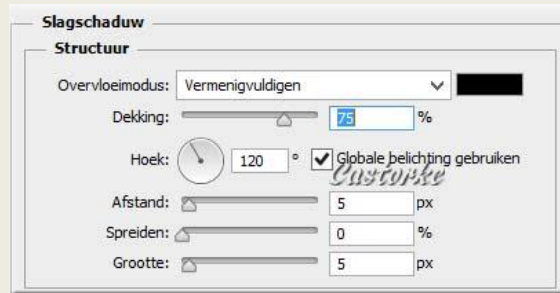 Slagschaduw
Structuur
Overvloeimodus: Vermenigvuldigen
Dekking: 75 %
Hoek: 120 ° Globale belichting gebruiken
Castorke
Afstand: 5 px
Spreiden: 0 %
Grootte: 5 px